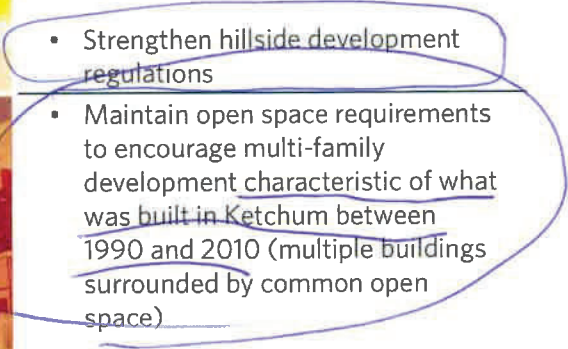 • Strengthen hillside development
regulations
• Maintain open space requirements
to encourage multi-family
development characteristic of what
was built in Ketchum between
1990 and 2010 (multiple buildings
surrounded by common open
space)